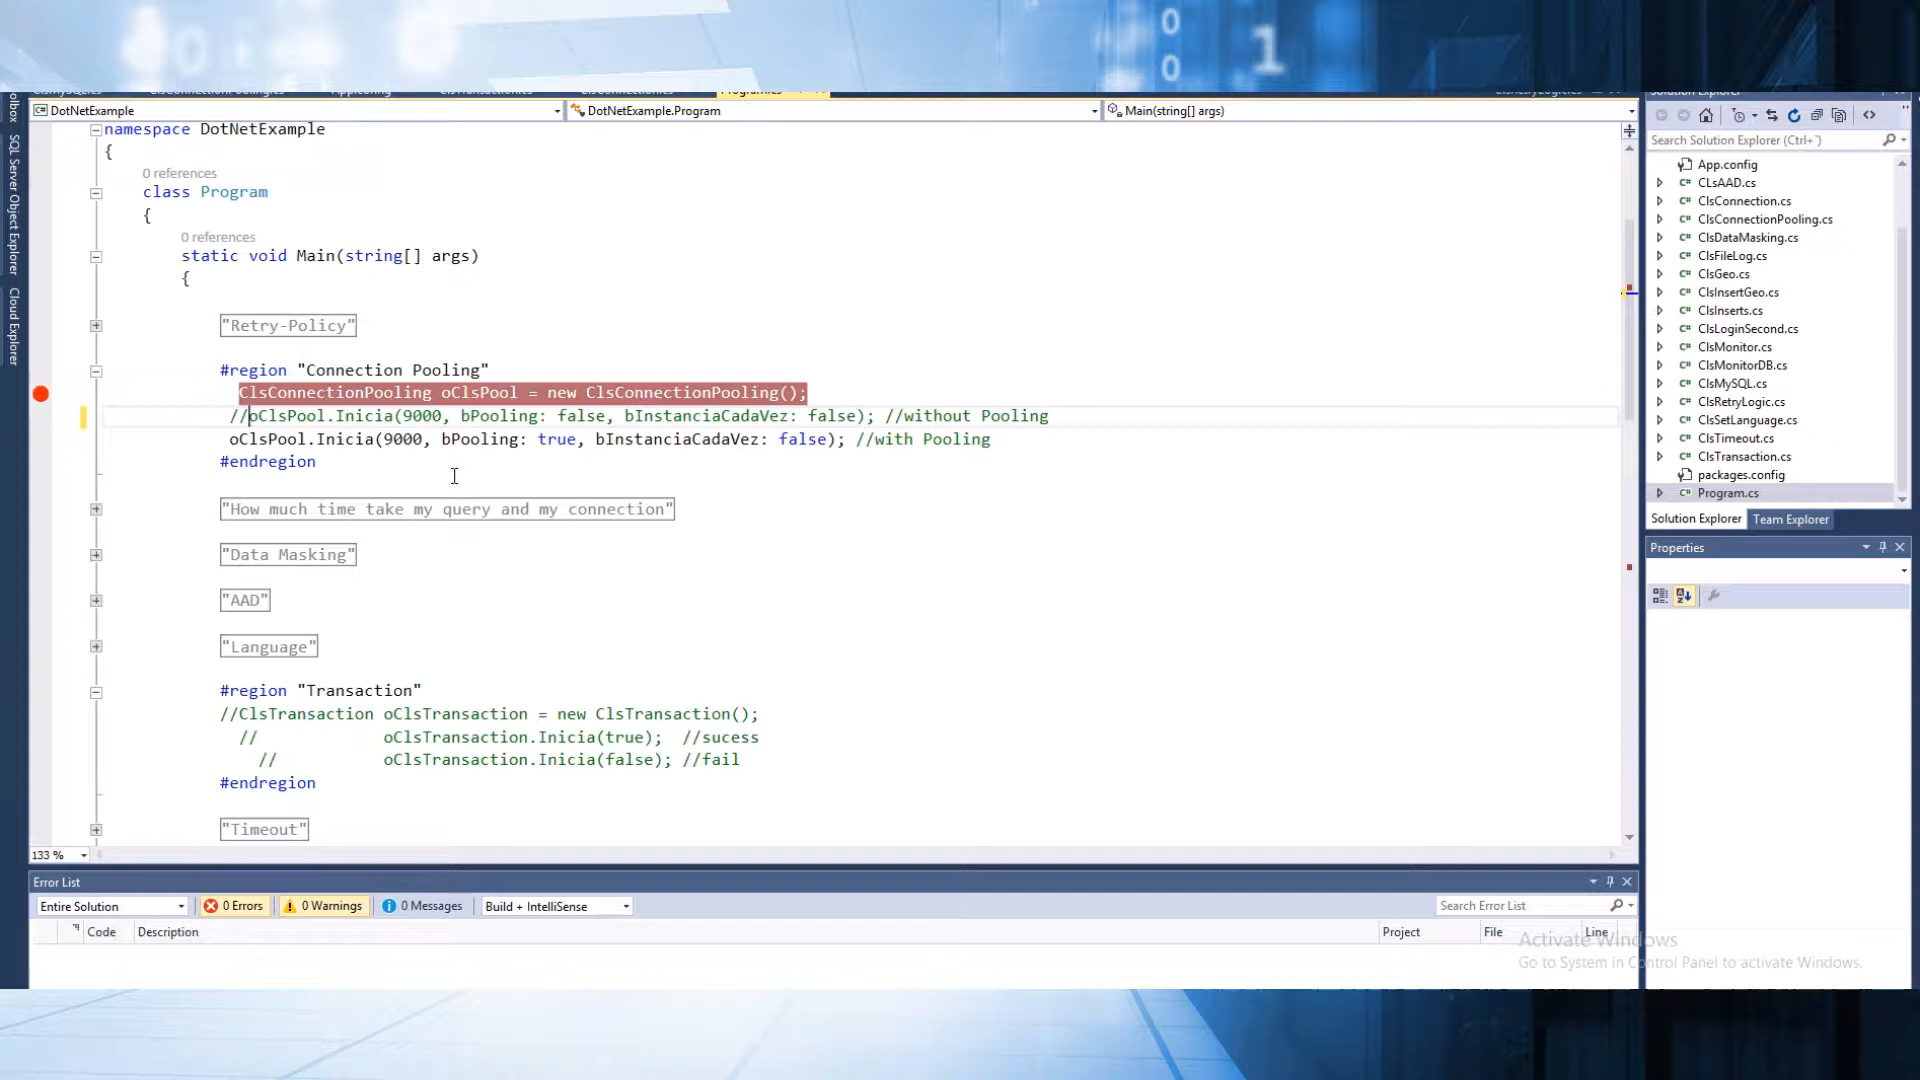 DotNetExample
DotNetExample.Program
Main(string[] args)
namespace DotNetExample
{
0 references
class Program
{
0 references
static void Main(string[] args)
{
"Retry-Policy"
#region "Connection Pooling"
ClsConnectionPooling oClsPool = new ClsConnectionPooling();
//oClsPool.Inicia(9000, bPooling: false, bInstanciaCadaVez: false); //without Pooling
oClsPool.Inicia(9000, bPooling: true, bInstanciaCadaVez: false); //with Pooling
#endregion
"How much time take my query and my connection"
"Data Masking"
"AAD"
"Language"
#region "Transaction"
//ClsTransaction oClsTransaction = new ClsTransaction();
// oClsTransaction.Inicia(true); //sucess
// oClsTransaction.Inicia(false); //fail
#endregion
"Timeout"
133 %
SQL Server Object Explorer
Cloud Explorer
Error List
Entire Solution
0 Errors
0 Warnings
0 Messages
Build + IntelliSense
Search Error List
Code
Description
Project
File
Line
Solution Explorer
Search Solution Explorer (Ctrl+¨)
App.config
CLsAAD.cs
ClsConnection.cs
ClsConnectionPooling.cs
ClsDataMasking.cs
ClsFileLog.cs
ClsGeo.cs
ClsInsertGeo.cs
ClsInserts.cs
ClsLoginSecond.cs
ClsMonitor.cs
ClsMonitorDB.cs
ClsMySQL.cs
ClsRetryLogic.cs
ClsSetLanguage.cs
ClsTimeout.cs
ClsTransaction.cs
packages.config
Program.cs
Solution Explorer
Team Explorer
Properties
Activate Windows
Go to System in Control Panel to activate Windows.